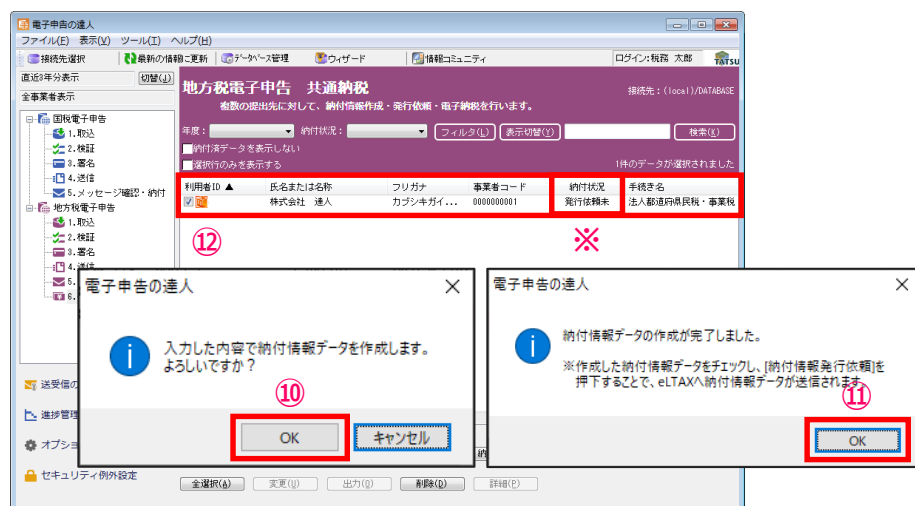 電子申告の達人
ファイル(F) 表示(V) ツール(T) ヘルプ(H)
接続先選択 最新の情報に更新 データベース管理 ウィザード 情報コミュニティ ログイン:税務 太郎 TATSU
直近3年分表示 切替(J)
全事業者表示
国税電子申告
1.取込
2.検証
3.署名
4.送信
5.メッセージ確認・納付
地方税電子申告
1.取込
2.検証
3.署名
4.送信
5.
6.
地方税電子申告 共通納税
接続先:(local)/DATABASE
複数の提出先に対して、納付情報作成・発行依頼・電子納税を行います。
年度: 納付状況: フィルタ(L) 表示切替(Y) 検索(K)
納付済データを表示しない
選択行のみを表示する 1件のデータが選択されました
利用者ID ▲ 氏名または名称 フリガナ 事業者コード 納付状況 手続き名
株式会社 達人 カブシキガイ... 0000000001 発行依頼未 法人都道府県民税・事業税
⑫ ※
電子申告の達人
入力した内容で納付情報データを作成します。
よろしいですか?
⑩
OK キャンセル
電子申告の達人
納付情報データの作成が完了しました。
※作成した納付情報データをチェックし、[納付情報発行依頼]を
押下することで、eLTAXへ納付情報データが送信されます。
⑪
OK
送受信の
進捗管理
オプショ
セキュリティ例外設定
納
全選択(A) 変更(U) 出力(O) 削除(D) 詳細(P)